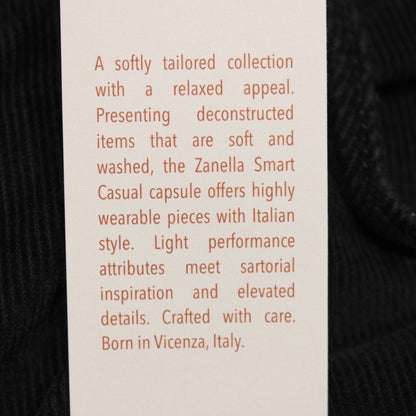 A softly tailored collection
with a relaxed appeal.
Presenting deconstructed
items that are soft and
washed, the Zanella Smart
Casual capsule offers highly
wearable pieces with Italian
style. Light performance
attributes meet sartorial
inspiration and elevated
details. Crafted with care.
Born in Vicenza, Italy.